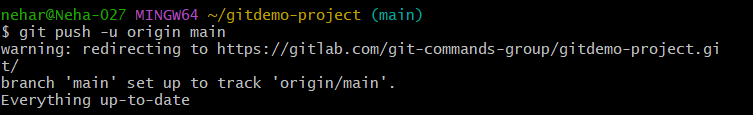 nehar@Neha-027 MINGW64 ~/gitdemo-project (main)
$ git push -u origin main
warning: redirecting to https://gitlab.com/git-commands-group/gitdemo-project.gi
t/
branch 'main' set up to track 'origin/main'.
Everything up-to-date